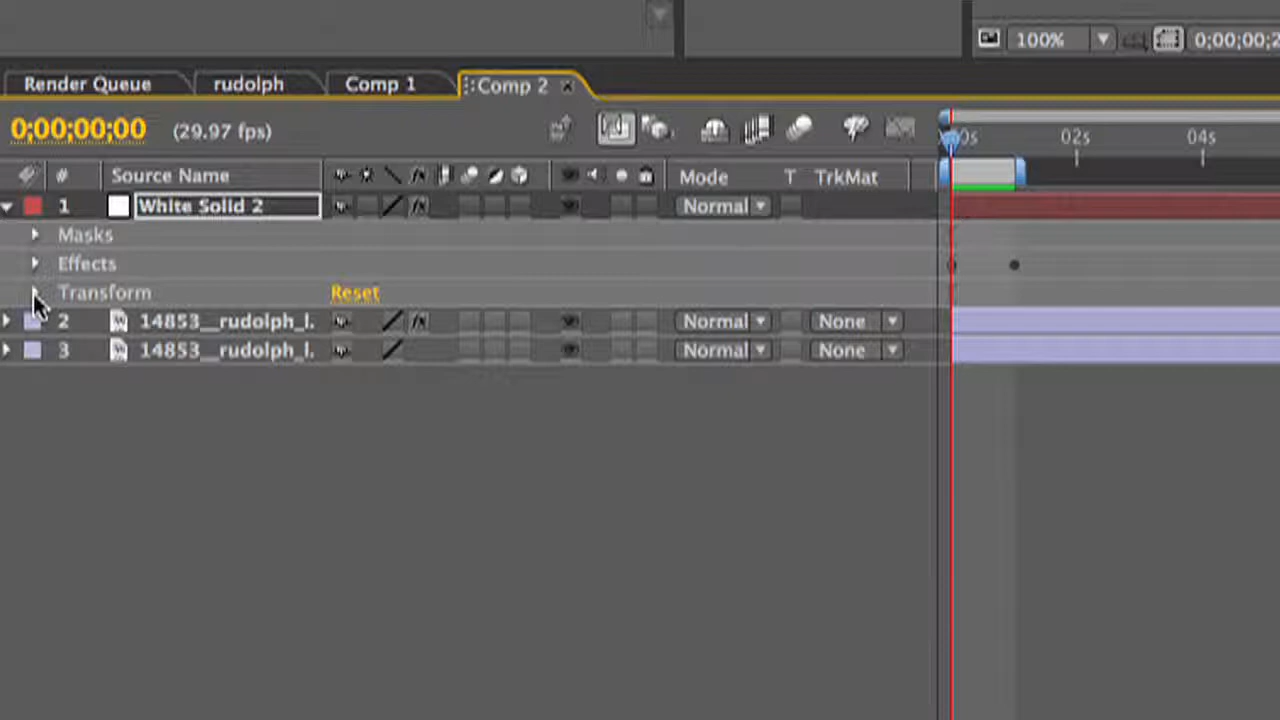 100% 0;00;00;2
Render Queue rudolph Comp 1 Comp 2 x
0;00;00;00 (29.97 fps) 0s 02s 04s
# Source Name Mode T TrkMat
1 White Solid 2 Normal
Masks
Effects
Transform Reset
2 14853__rudolph_l. Normal None
3 14853__rudolph_l. Normal None